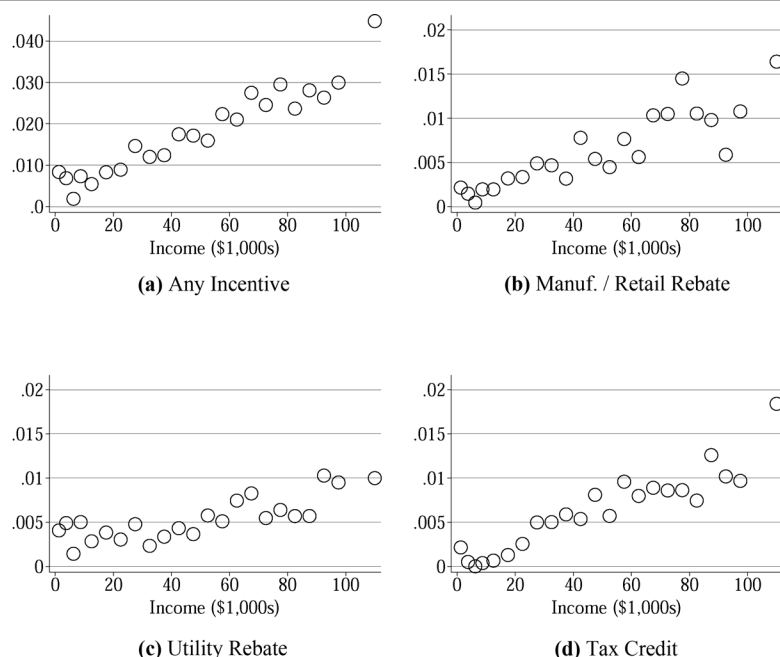 .040
.030
.020
.010
.0
0 20 40 60 80 100
Income ($1,000s)
(a) Any Incentive
.02
.015
.01
.005
0
0 20 40 60 80 100
Income ($1,000s)
(b) Manuf. / Retail Rebate
.02
.015
.01
.005
0
0 20 40 60 80 100
Income ($1,000s)
(c) Utility Rebate
.02
.015
.01
.005
0
0 20 40 60 80 100
Income ($1,000s)
(d) Tax Credit